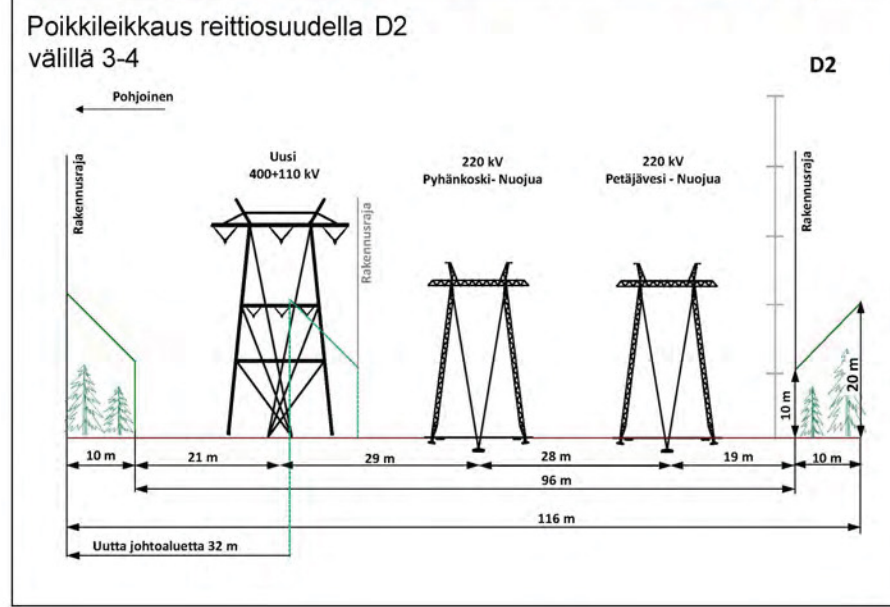 Poikkileikkaus reittiosuudella D2
välillä 3-4
D2
Pohjoinen
Rakennusraja
Uusi
400+110 kV
Rakennusraja
220 kV
Pyhänkoski- Nuojua
220 kV
Petäjävesi - Nuojua
Rakennusraja
10 m
20 m
10 m
21 m
29 m
28 m
19 m
10 m
96 m
116 m
Uutta johtoaluetta 32 m